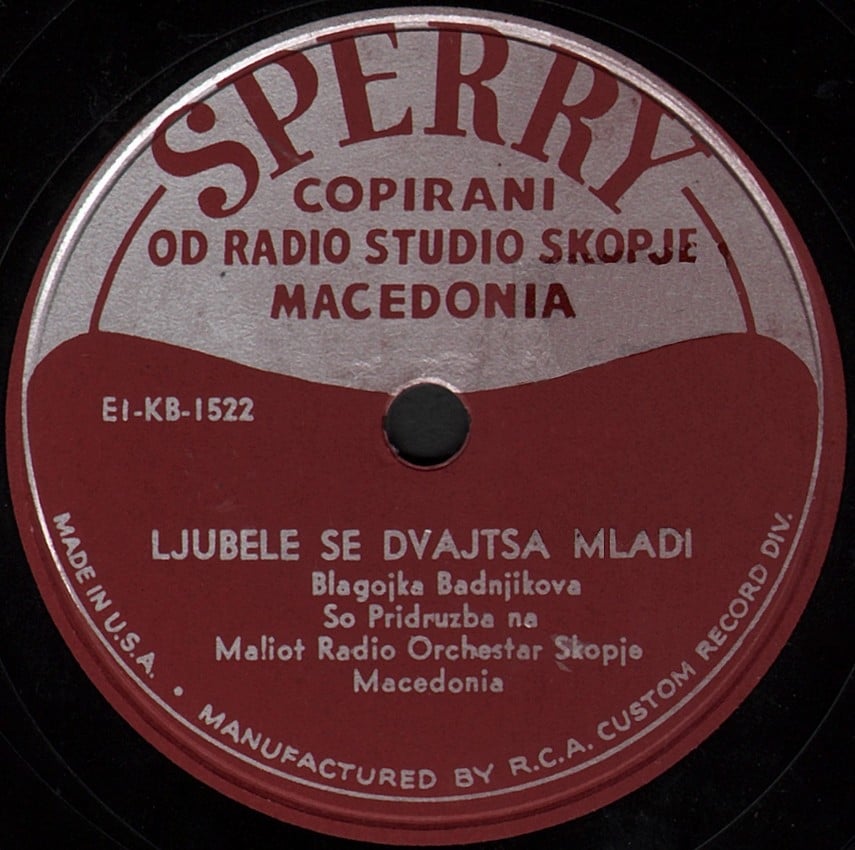 SPERRY
COPIRANI
OD RADIO STUDIO SKOPJE
MACEDONIA
E1-KB-1522
LJUBELE SE DVAJTSA MLADI
Blagojka Badnjikova
So Pridruzba na
Maliot Radio Orchestar Skopje
Macedonia
MADE IN U.S.A. • MANUFACTURED BY R.C.A. CUSTOM RECORD DIV.